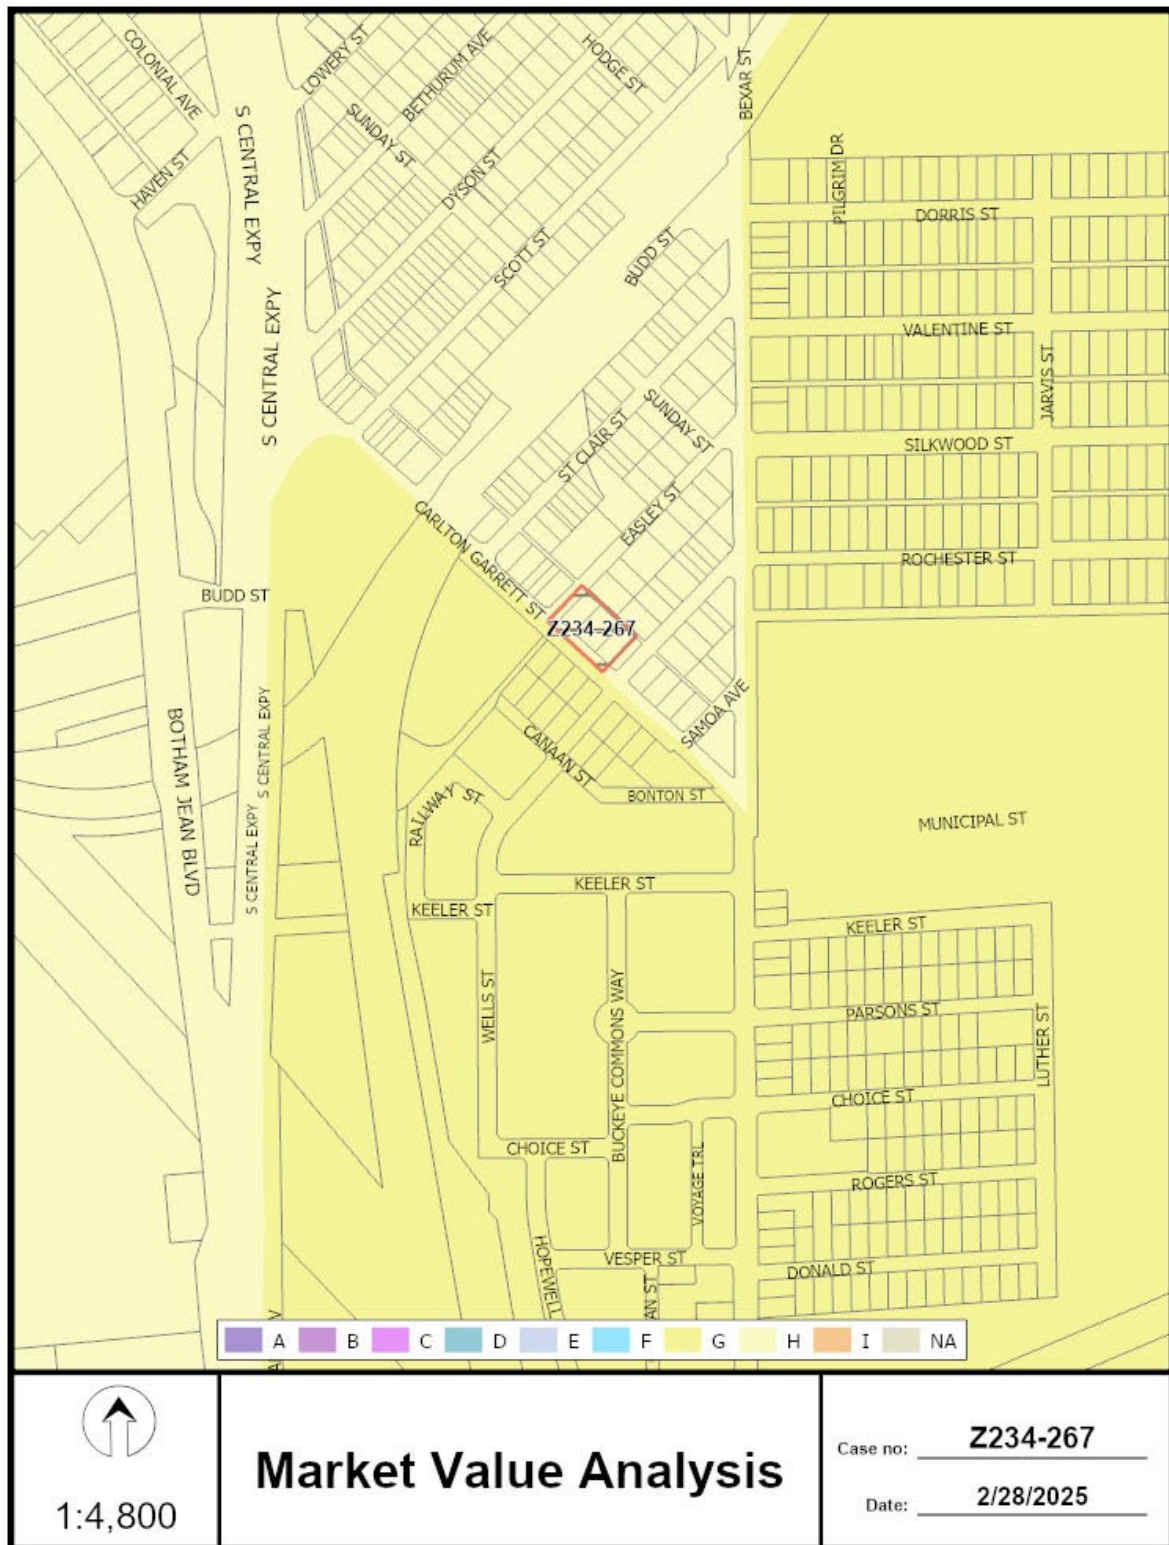 COLONIAL AVE
LOWERY ST
BETHURUM AVE
HODGE ST
BEXAR ST
S CENTRAL EXPY
SUNDAY ST
HAVEN ST
DYSON ST
PILGRIM DR
DORRIS ST
SCOTT ST
BUDD ST
S CENTRAL EXPY
VALENTINE ST
JARVIS ST
SUNDAY ST
ST CLAIR ST
SILKWOOD ST
CARLTON GARRETT ST
EASLEY ST
ROCHESTER ST
BUDD ST
Z234-267
S CENTRAL EXPY
SAMOA AVE
BOTHAM JEAN BLVD
CANAAN ST
RAILWAY ST
BONTON ST
S CENTRAL EXPY
MUNICIPAL ST
KEELER ST
KEELER ST
KEELER ST
WELLS ST
BUCKEYE COMMONS WAY
PARSONS ST
LUTHER ST
CHOICE ST
CHOICE ST
VOYAGE TRL
ROGERS ST
HOPEWELL
VESPER ST
DONALD ST
AN ST
A B C D E F G H I NA
1:4,800
Market Value Analysis
Case no: Z234-267
Date: 2/28/2025